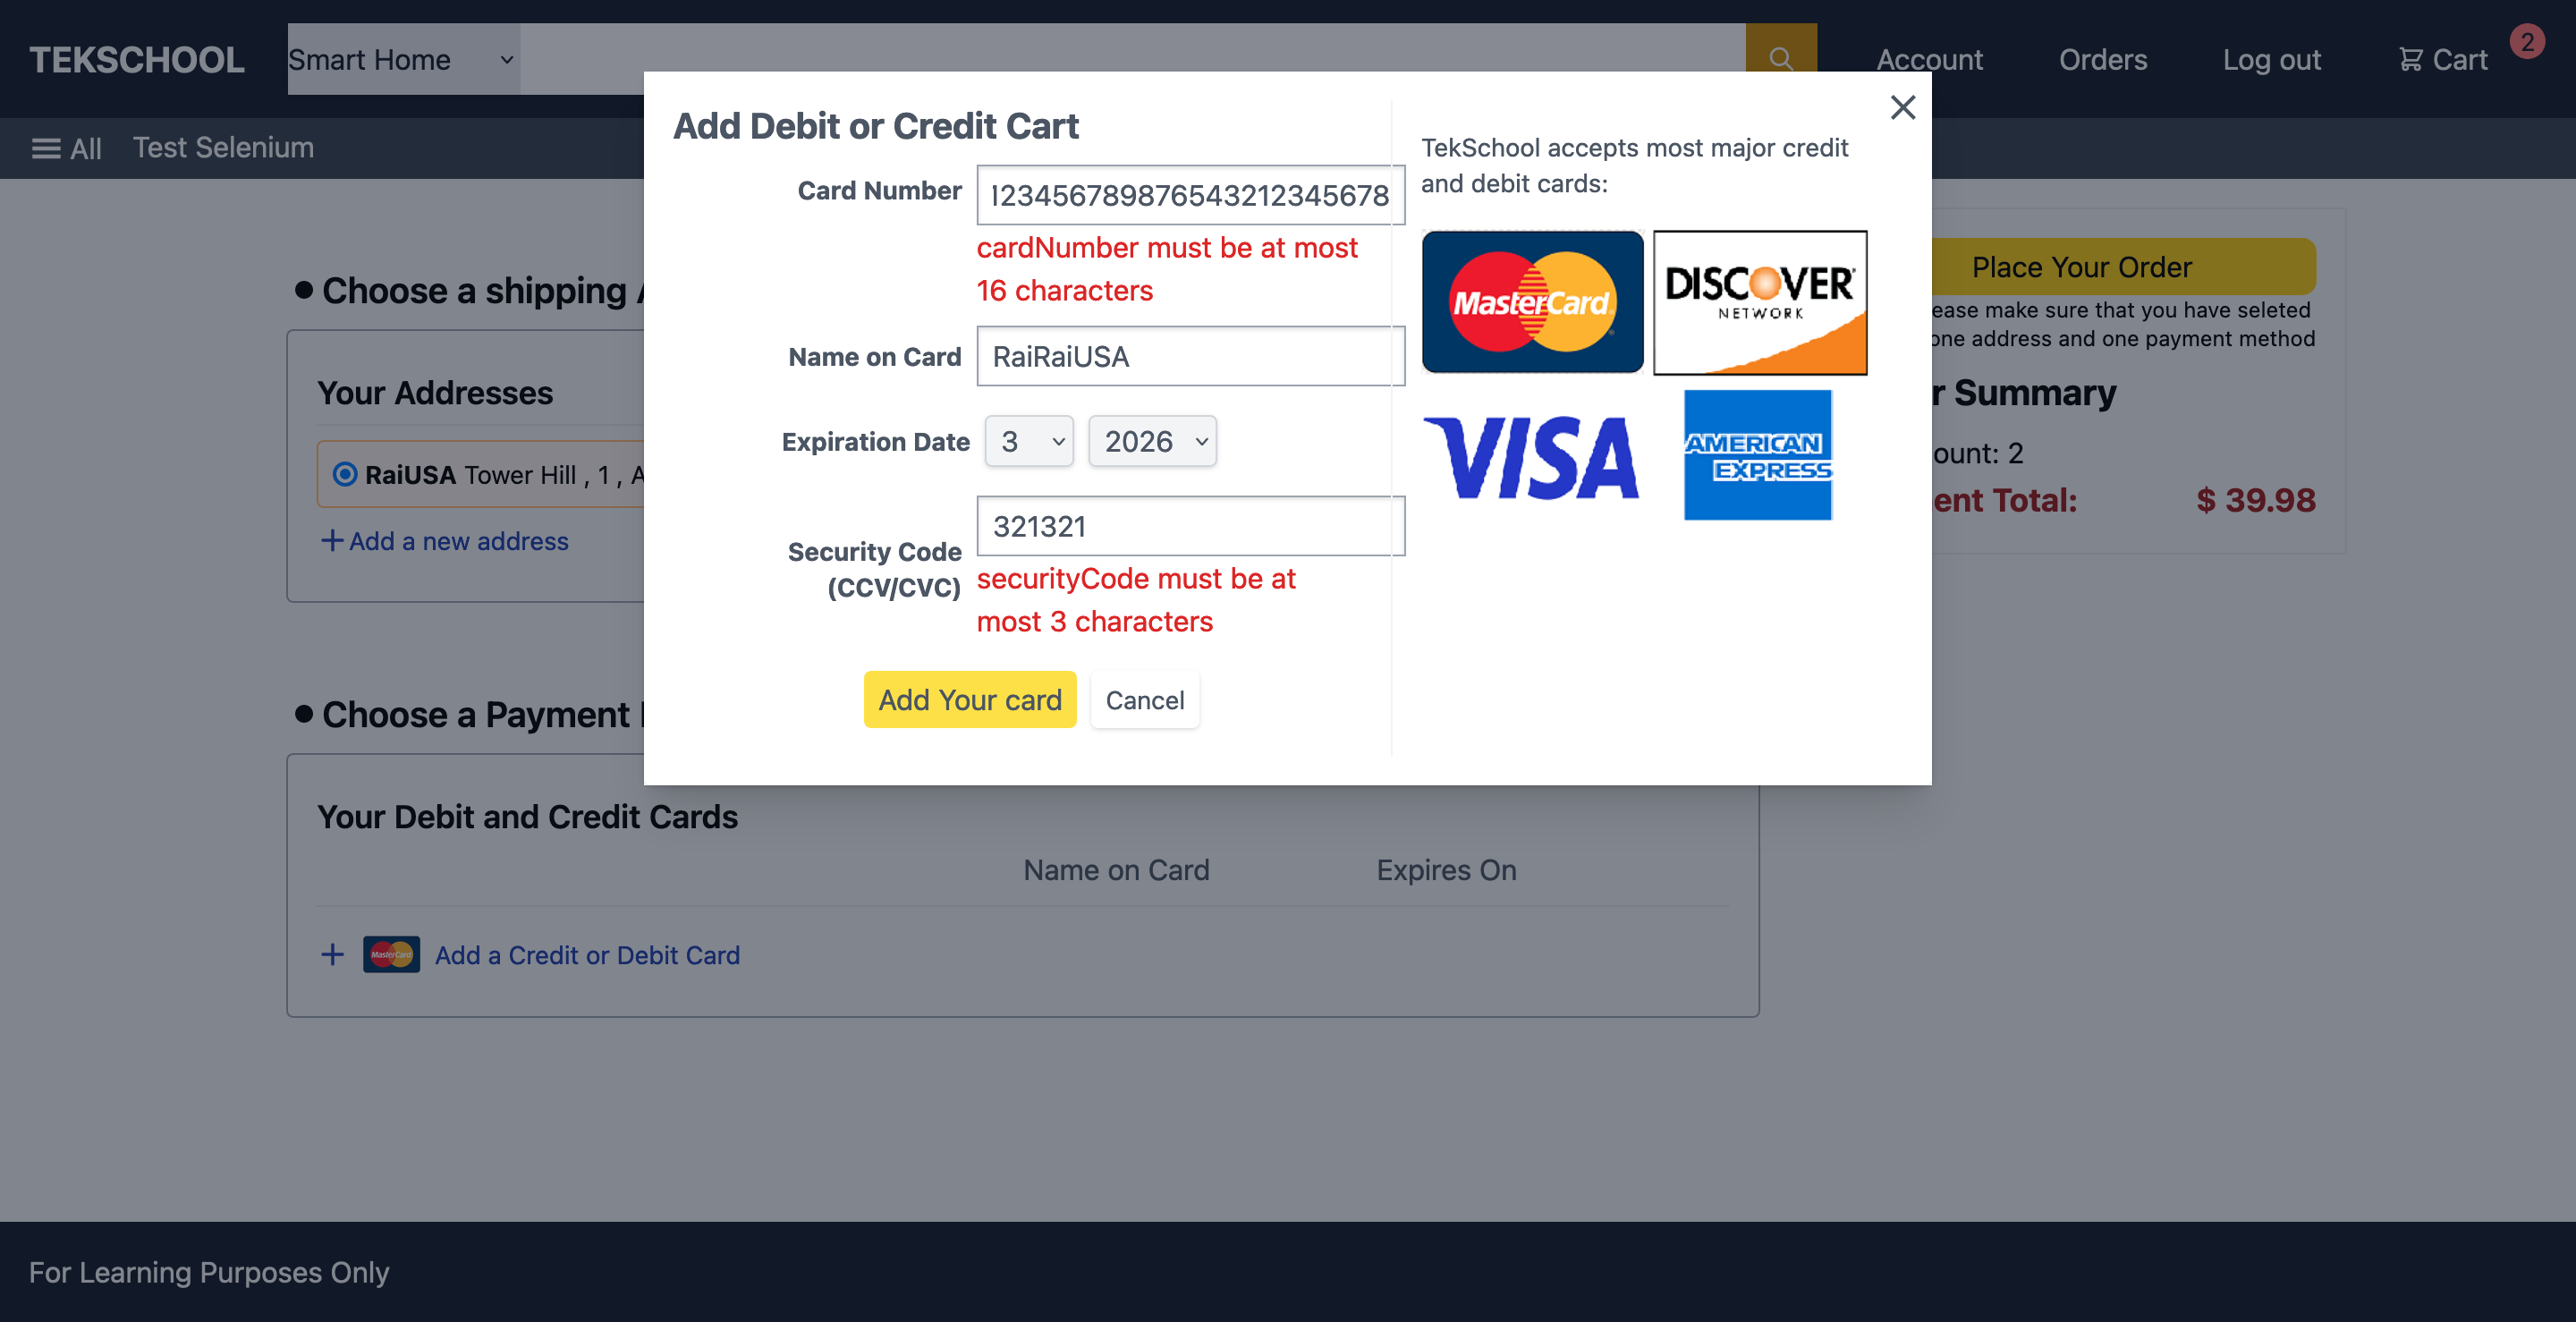 TEKSCHOOL
Smart Home
Account
Orders
Log out
Cart
2
All
Test Selenium
Add Debit or Credit Cart
Card Number
123456789876543212345678
cardNumber must be at most
16 characters
Name on Card
RaiRaiUSA
Expiration Date
3
2026
Security Code
(CCV/CVC)
321321
securityCode must be at
most 3 characters
Add Your card
Cancel
TekSchool accepts most major credit
and debit cards:
MasterCard
DISCOVER
NETWORK
VISA
AMERICAN
EXPRESS
Choose a shipping
Your Addresses
RaiUSA Tower Hill , 1 ,
Add a new address
Choose a Payment
Your Debit and Credit Cards
Name on Card
Expires On
MasterCard
Add a Credit or Debit Card
Place Your Order
ease make sure that you have seleted
one address and one payment method
r Summary
ount: 2
ent Total:
$ 39.98
For Learning Purposes Only